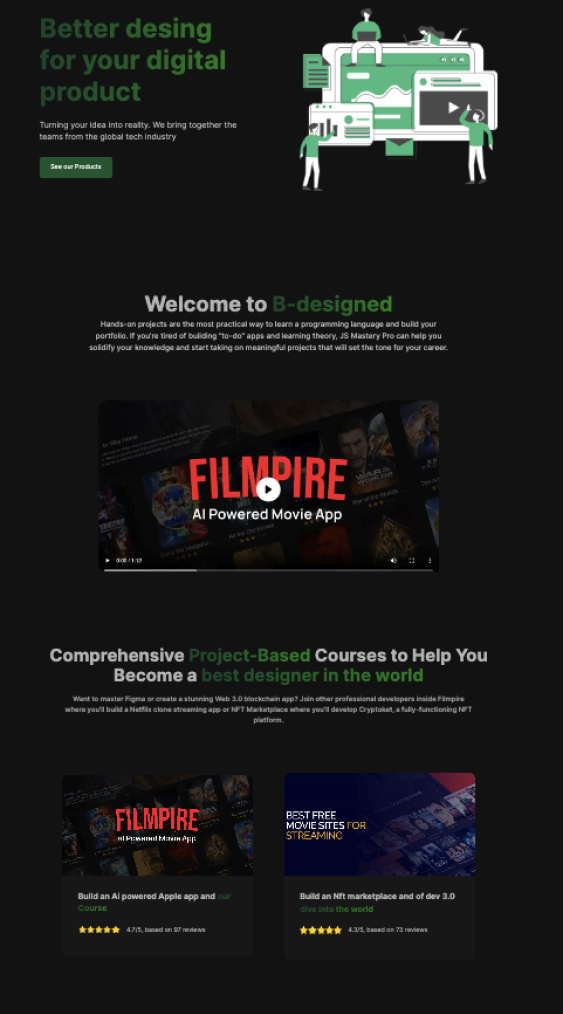 Better desing
for your digital
product
Turning your idea into reality. We bring together the
teams from the global tech industry
See our Products
Welcome to B-designed
Hands-on projects are the most practical way to learn a programming language and build your
portfolio. If you're tired of building "to-do" apps and learning theory, JS Mastery Pro can help you
solidify your knowledge and start taking on meaningful projects that will set the tone for your career.
FILMPIRE
AI Powered Movie App
0:00 / 1:12
Comprehensive Project-Based Courses to Help You
Become a best designer in the world
Want to master Figma or create a stunning Web 3.0 blockchain app? Join other professional developers inside Filmpire
where you'll build a Netflix clone streaming app or NFT Marketplace where you'll develop Cryptoket, a fully-functioning NFT
platform.
FILMPIRE
AI Powered Movie App
BEST FREE
MOVIE SITES FOR
STREAMING
Build an Ai powered Apple app and our
Course
4.7/5, based on 97 reviews
Build an Nft marketplace and of dev 3.0
dive into the world
4.3/5, based on 73 reviews